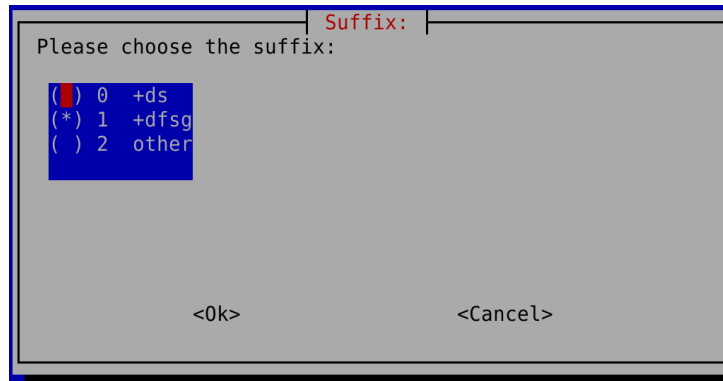 Suffix:
Please choose the suffix:
( ) 0 +ds
(*) 1 +dfsg
( ) 2 other
<Ok> <Cancel>